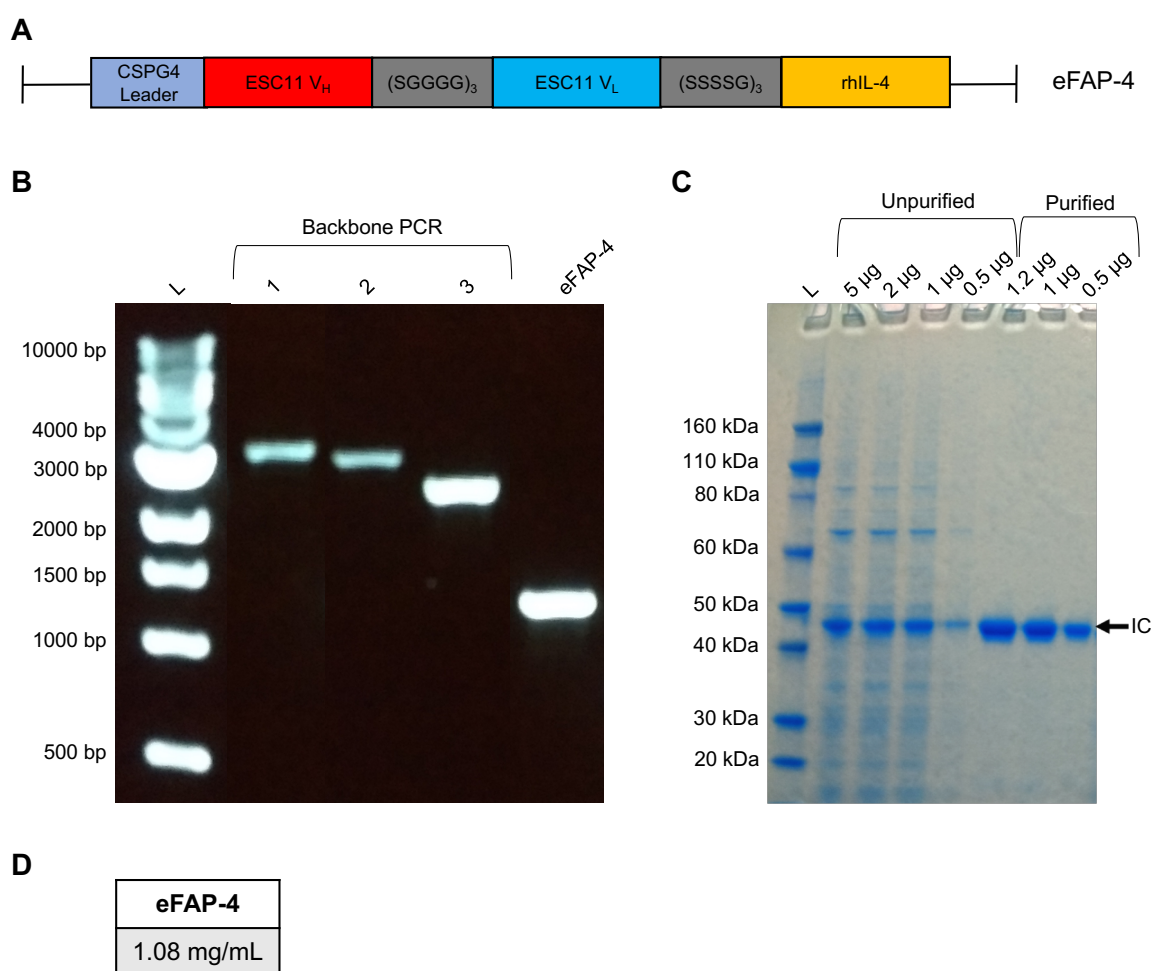 A
CSPG4
Leader
ESC11 VH
(SGGGG)3
ESC11 VL
(SSSSG)3
rhIL-4
eFAP-4
B
Backbone PCR
L
1
2
3
eFAP-4
10000 bp
4000 bp
3000 bp
2000 bp
1500 bp
1000 bp
500 bp
C
Unpurified
Purified
L
5 µg
2 µg
1 µg
0.5 µg
1.2 µg
1 µg
0.5 µg
160 kDa
110 kDa
80 kDa
60 kDa
50 kDa
40 kDa
30 kDa
20 kDa
IC
D
eFAP-4
1.08 mg/mL